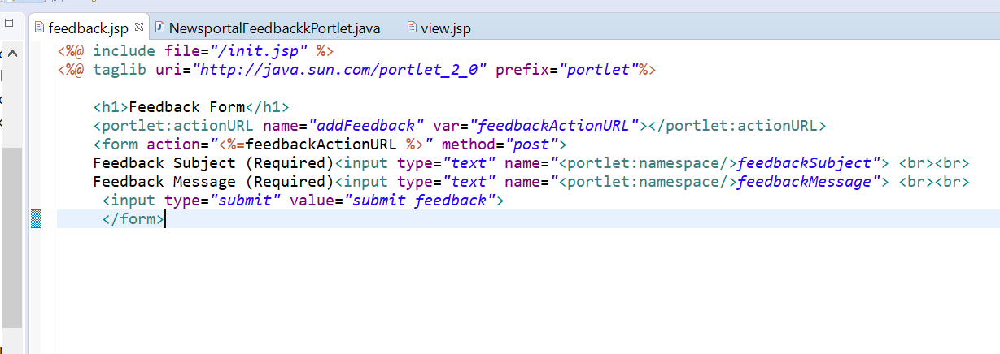 feedback.jsp NewsportalFeedbackkPortlet.java view.jsp
<%@ include file="/init.jsp" %>
<%@ taglib uri="http://java.sun.com/portlet_2_0" prefix="portlet"%>
<h1>Feedback Form</h1>
<portlet:actionURL name="addFeedback" var="feedbackActionURL"></portlet:actionURL>
<form action="<%=feedbackActionURL %>" method="post">
Feedback Subject (Required)<input type="text" name="<portlet:namespace/>feedbackSubject"> <br><br>
Feedback Message (Required)<input type="text" name="<portlet:namespace/>feedbackMessage"> <br><br>
<input type="submit" value="submit feedback">
</form>